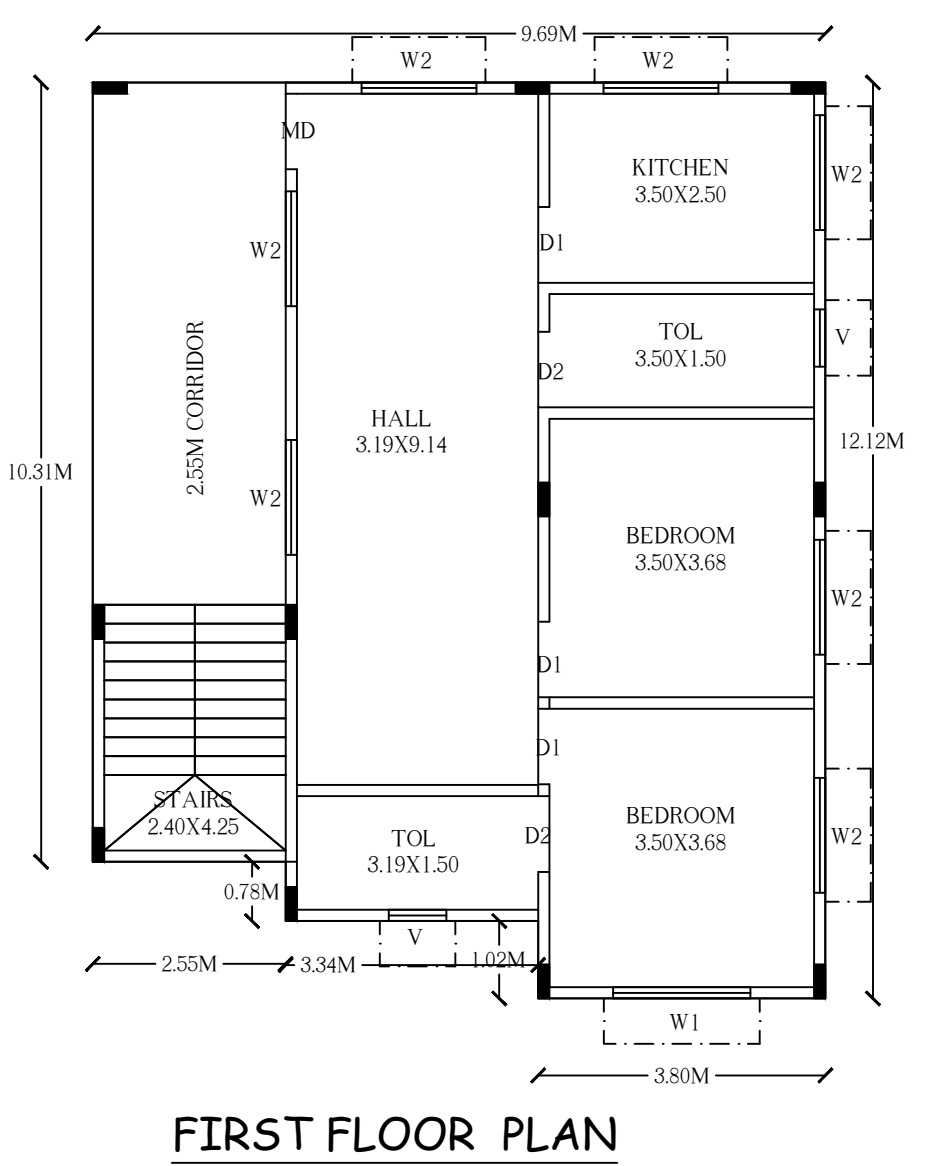 9.69M
W2
W2
MD
KITCHEN
3.50X2.50
W2
W2
D1
TOL
3.50X1.50
V
D2
2.55M CORRIDOR
HALL
3.19X9.14
12.12M
10.31M
W2
BEDROOM
3.50X3.68
W2
D1
D1
STAIRS
2.40X4.25
BEDROOM
3.50X3.68
W2
TOL
3.19X1.50
D2
0.78M
V
2.55M
3.34M
1.02M
W1
3.80M
FIRST FLOOR PLAN